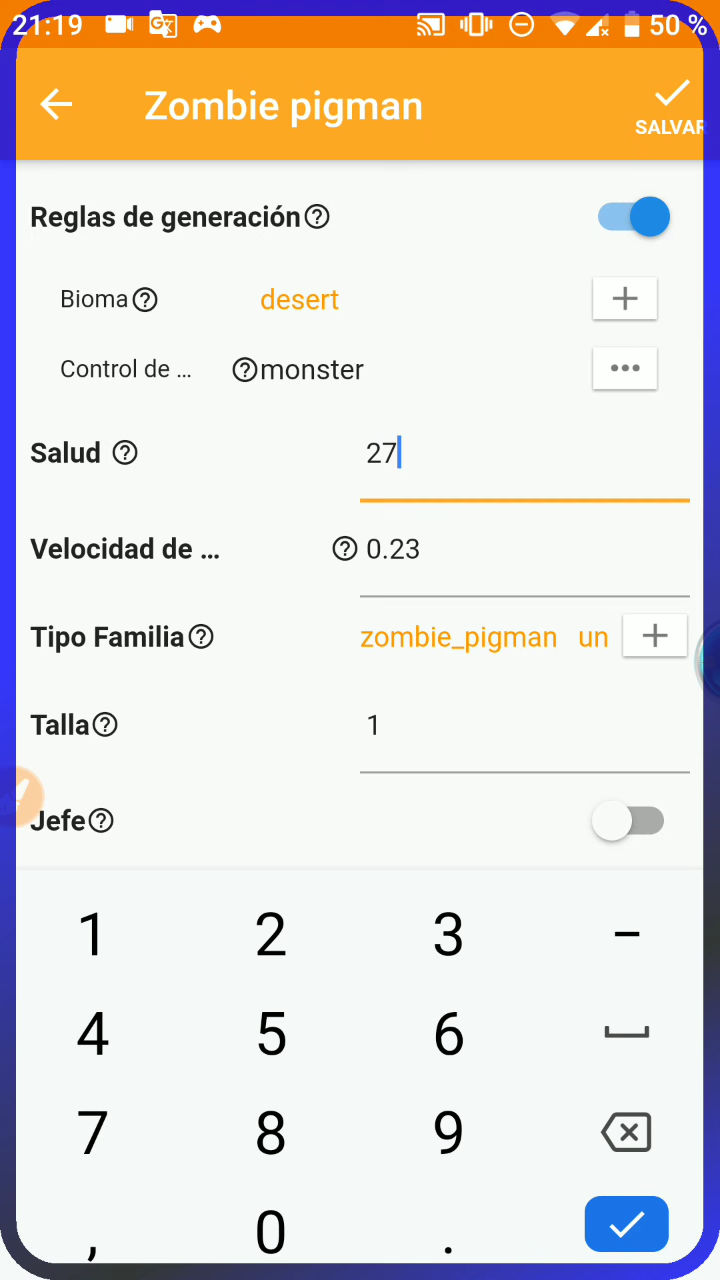 21:19 50 %
Zombie pigman
SALVAR
Reglas de generación
Bioma desert
Control de ... monster
Salud 27
Velocidad de ... 0.23
Tipo Familia zombie_pigman un
Talla 1
Jefe
1 2 3 –
4 5 6
7 8 9
, 0 .